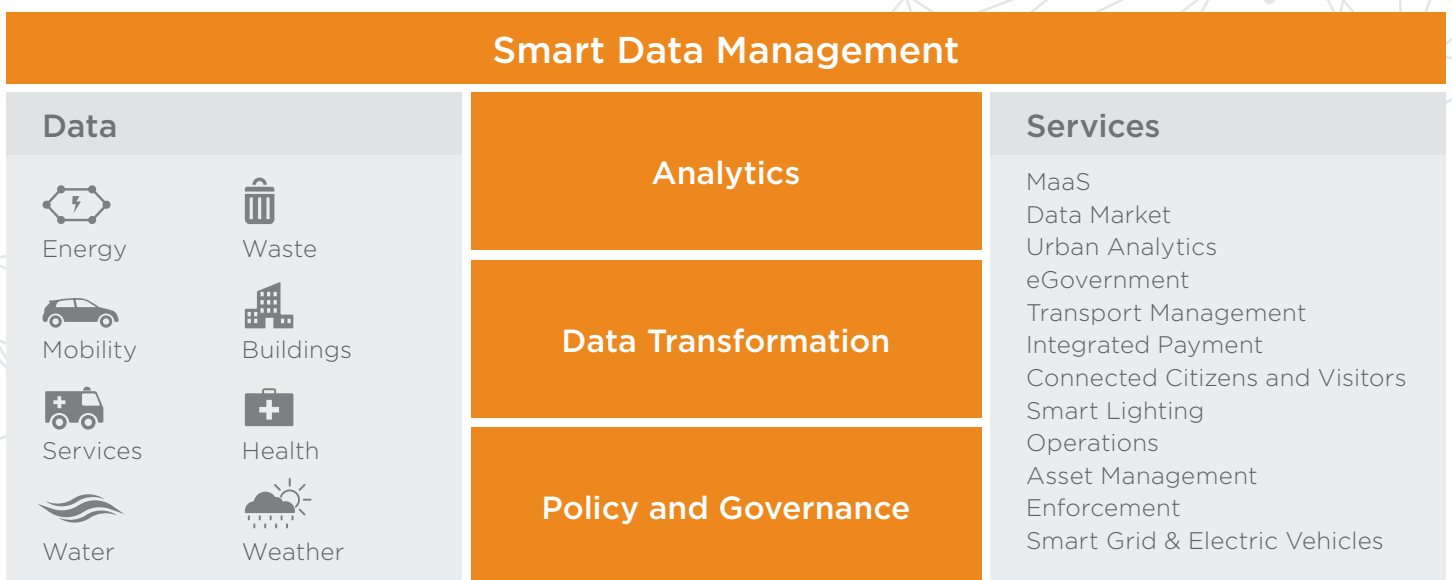 Smart Data Management
Data
Energy
Waste
Mobility
Buildings
Services
Health
Water
Weather
Analytics
Data Transformation
Policy and Governance
Services
MaaS
Data Market
Urban Analytics
eGovernment
Transport Management
Integrated Payment
Connected Citizens and Visitors
Smart Lighting
Operations
Asset Management
Enforcement
Smart Grid & Electric Vehicles